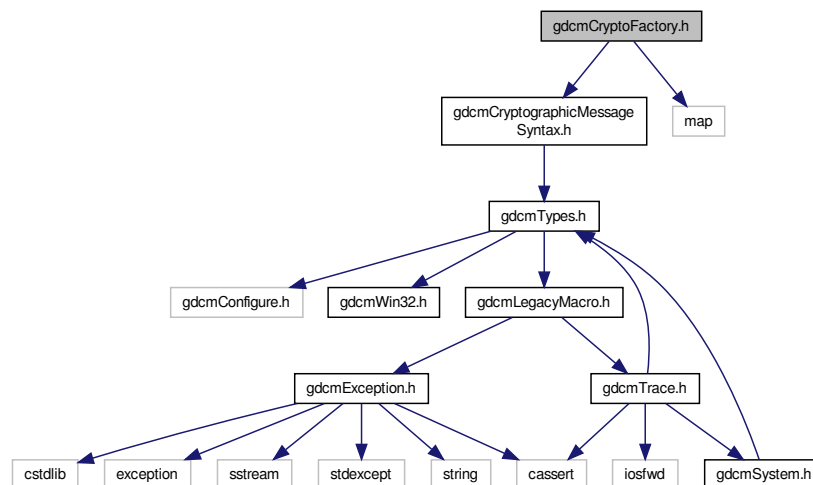 gdcmCryptoFactory.h
gdcmCryptographicMessage
Syntax.h
map
gdcmTypes.h
gdcmConfigure.h
gdcmWin32.h
gdcmLegacyMacro.h
gdcmException.h
gdcmTrace.h
cstdlib
exception
sstream
stdexcept
string
cassert
iosfwd
gdcmSystem.h